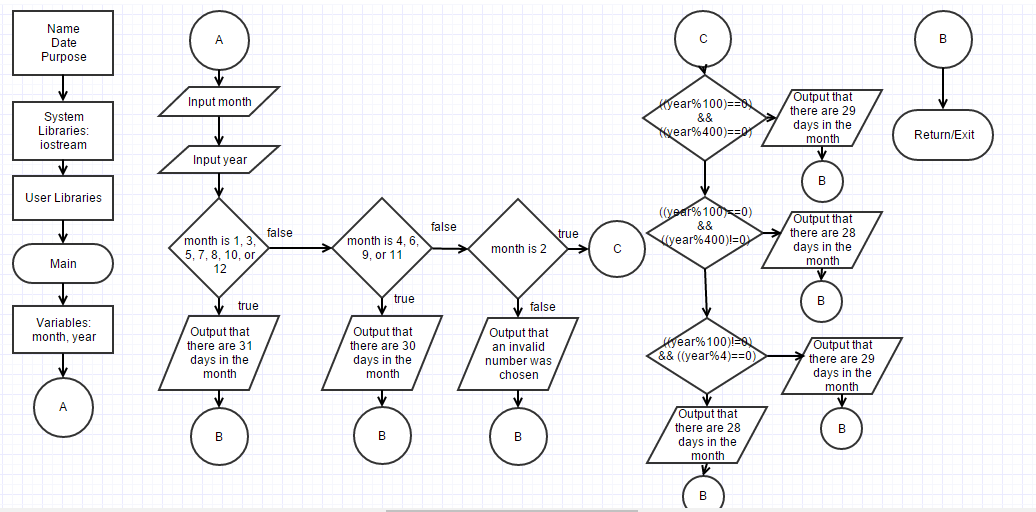 Name
Date
Purpose
System
Libraries:
iostream
User Libraries
Main
Variables:
month, year
A
A
Input month
Input year
month is 1, 3,
5, 7, 8, 10, or
12
false
true
Output that
there are 31
days in the
month
B
month is 4, 6,
9, or 11
false
true
Output that
there are 30
days in the
month
B
month is 2
true
false
Output that
an invalid
number was
chosen
B
C
C
((year%100)==0)
&&
((year%400)==0)
Output that
there are 29
days in the
month
B
((year%100)==0)
&&
((year%400)!=0)
Output that
there are 28
days in the
month
B
((year%100)!=0)
&& ((year%4)==0)
Output that
there are 29
days in the
month
B
Output that
there are 28
days in the
month
B
B
Return/Exit